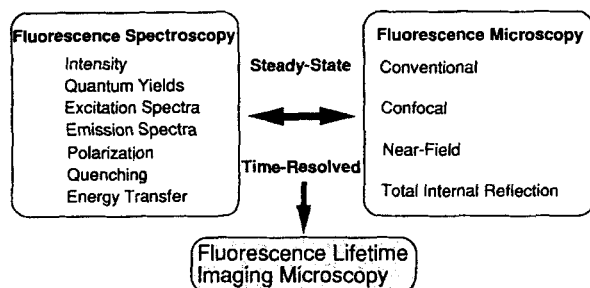 Fluorescence Spectroscopy
Intensity
Quantum Yields
Excitation Spectra
Emission Spectra
Polarization
Quenching
Energy Transfer
Steady-State
Time-Resolved
Fluorescence Microscopy
Conventional
Confocal
Near-Field
Total Internal Reflection
Fluorescence Lifetime
Imaging Microscopy